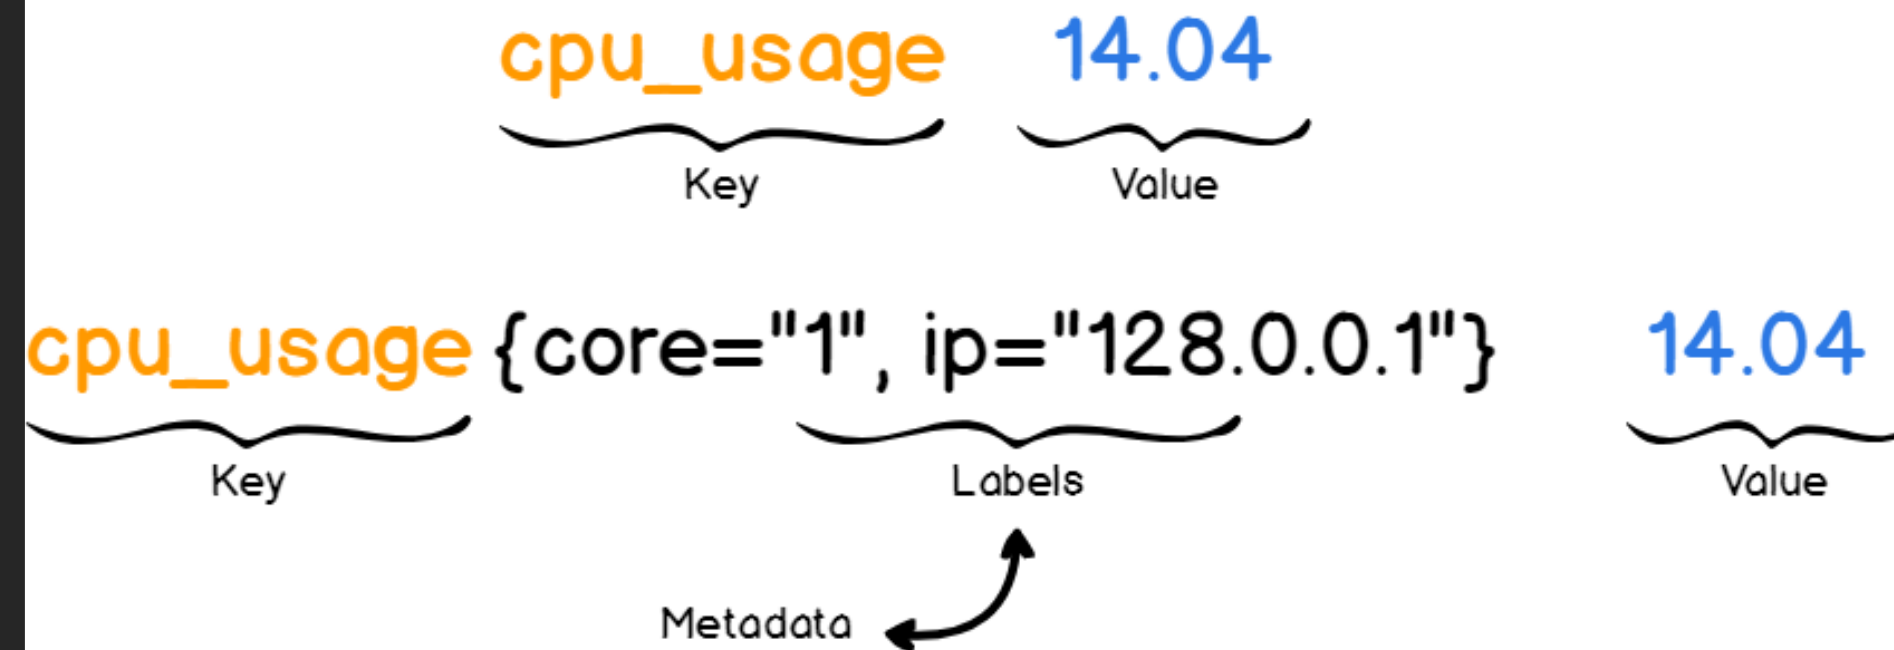 cpu_usage 14.04
Key Value
cpu_usage {core="1", ip="128.0.0.1"} 14.04
Key Labels Value
Metadata